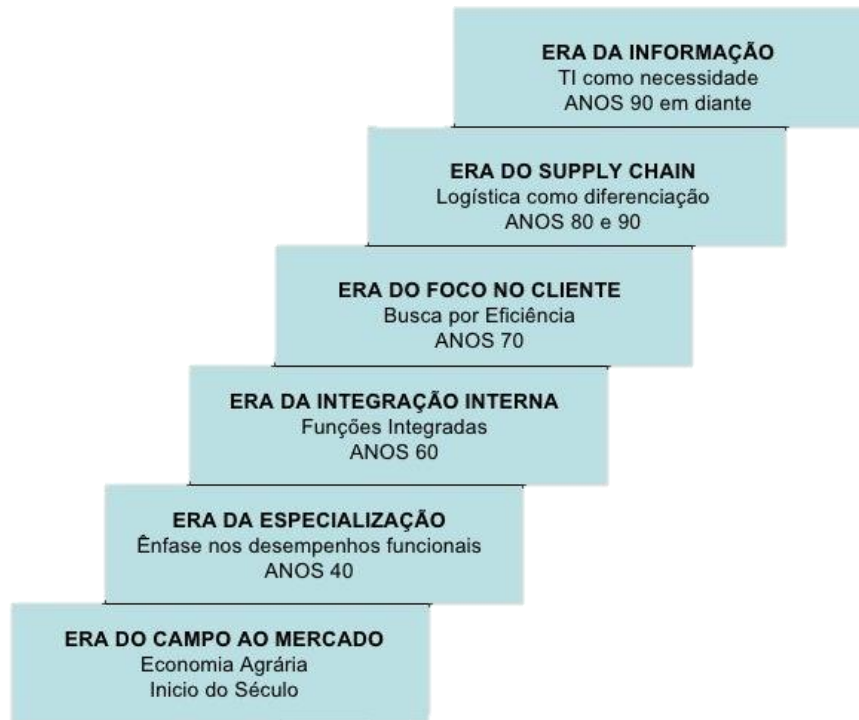 ERA DA INFORMAÇÃO
TI como necessidade
ANOS 90 em diante
ERA DO SUPPLY CHAIN
Logística como diferenciação
ANOS 80 e 90
ERA DO FOCO NO CLIENTE
Busca por Eficiência
ANOS 70
ERA DA INTEGRAÇÃO INTERNA
Funções Integradas
ANOS 60
ERA DA ESPECIALIZAÇÃO
Ênfase nos desempenhos funcionais
ANOS 40
ERA DO CAMPO AO MERCADO
Economia Agrária
Inicio do Século